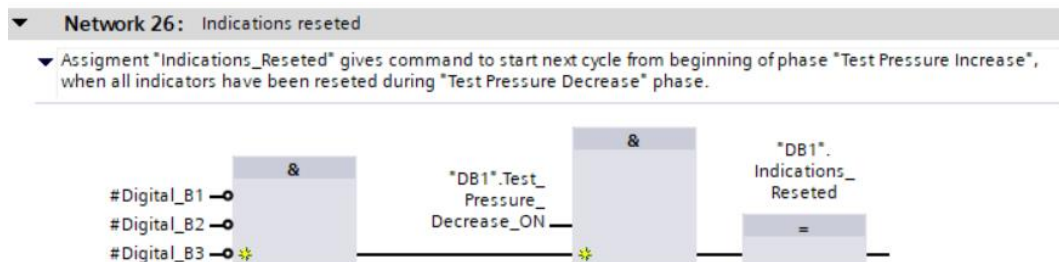 Network 26: Indications reseted
Assigment "Indications_Reseted" gives command to start next cycle from beginning of phase "Test Pressure Increase",
when all indicators have been reseted during "Test Pressure Decrease" phase.
&
#Digital_B1
#Digital_B2
#Digital_B3
"DB1".Test_
Pressure_
Decrease_ON
&
"DB1".
Indications_
Reseted
=